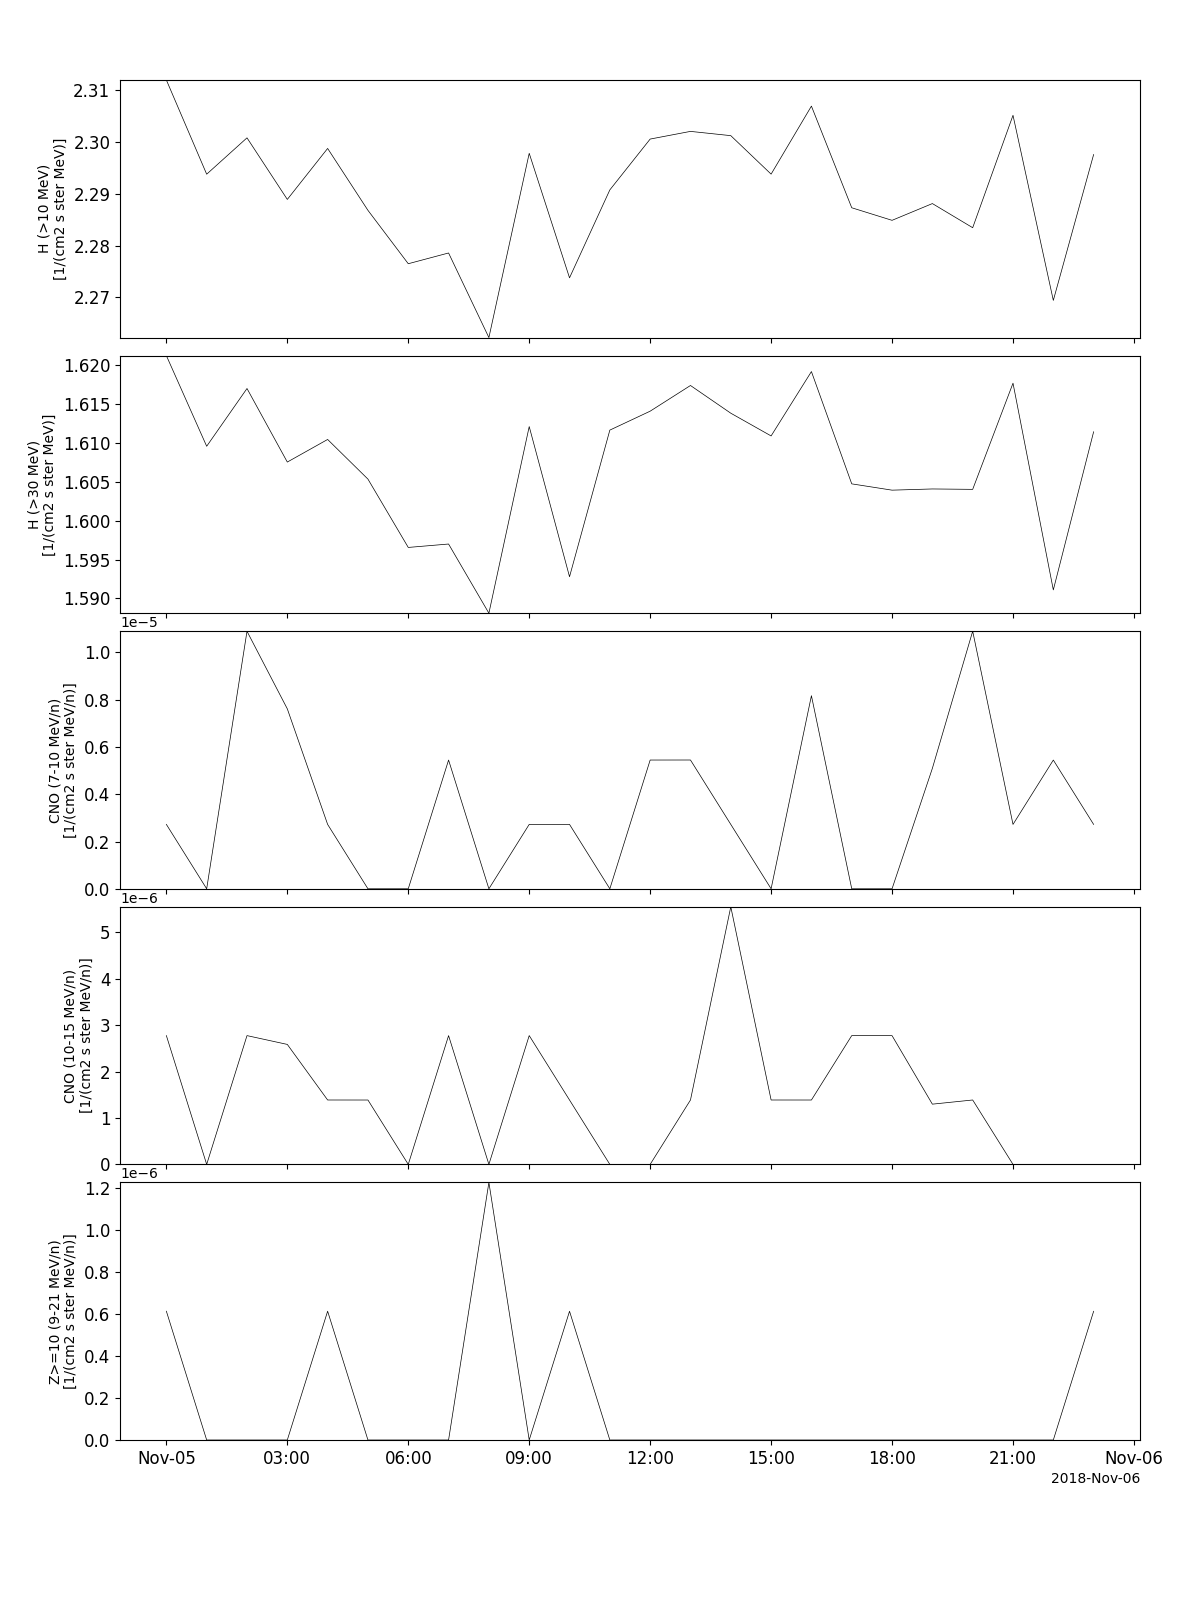 2.31
2.30
2.29
2.28
2.27
H (>10 MeV)
[1/(cm2 s ster MeV)]
1.620
1.615
1.610
1.605
1.600
1.595
1.590
H (>30 MeV)
[1/(cm2 s ster MeV)]
1e−5
1.0
0.8
0.6
0.4
0.2
0.0
CNO (7-10 MeV/n)
[1/(cm2 s ster MeV/n)]
1e−6
5
4
3
2
1
0
CNO (10-15 MeV/n)
[1/(cm2 s ster MeV/n)]
1e−6
1.2
1.0
0.8
0.6
0.4
0.2
0.0
Z>=10 (9-21 MeV/n)
[1/(cm2 s ster MeV/n)]
Nov-05 03:00 06:00 09:00 12:00 15:00 18:00 21:00 Nov-06
2018-Nov-06